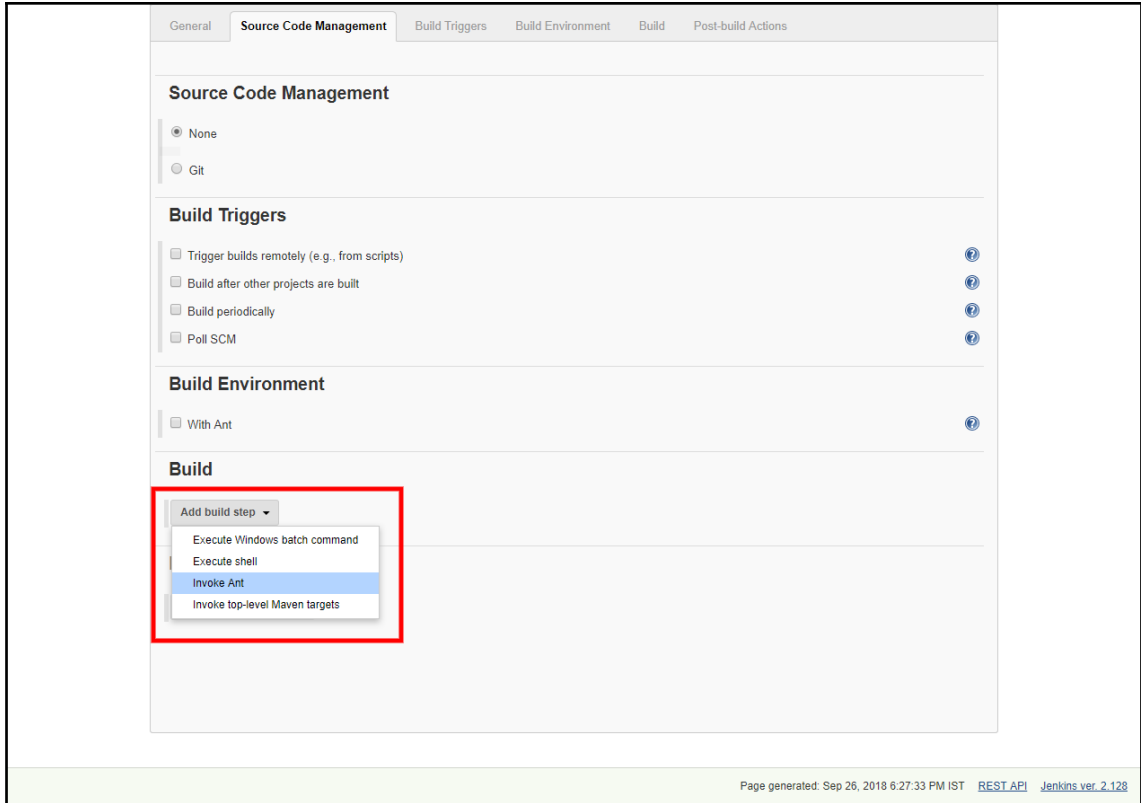 General Source Code Management Build Triggers Build Environment Build Post-build Actions
Source Code Management
None
Git
Build Triggers
Trigger builds remotely (e.g., from scripts)
Build after other projects are built
Build periodically
Poll SCM
Build Environment
With Ant
Build
Add build step
Execute Windows batch command
Execute shell
Invoke Ant
Invoke top-level Maven targets
Page generated: Sep 26, 2018 6:27:33 PM IST REST API Jenkins ver. 2.128